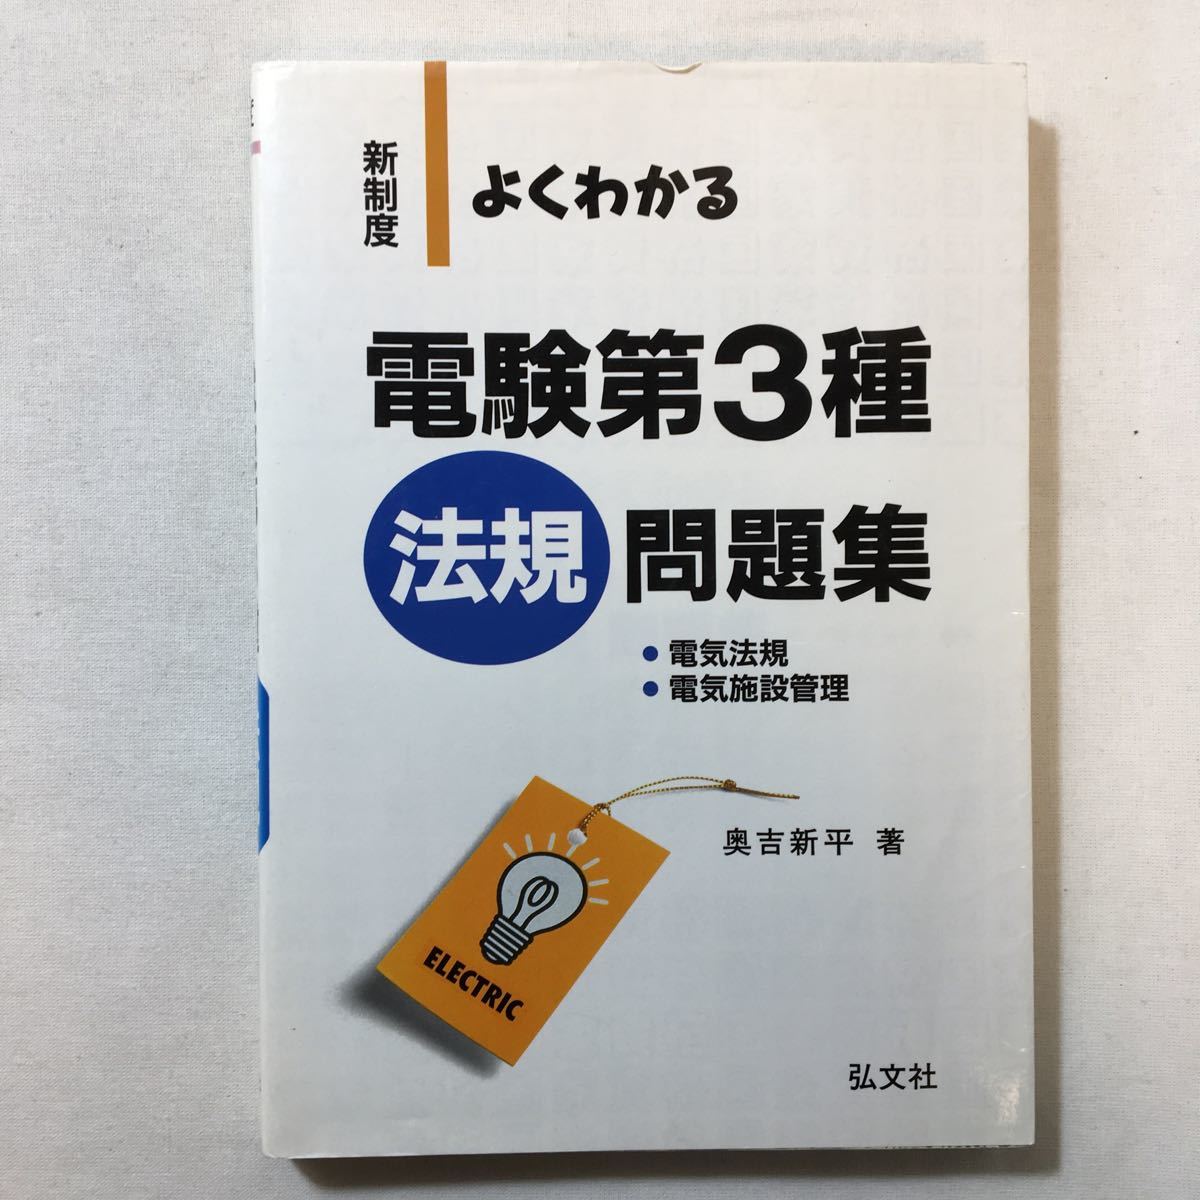 新制度
よくわかる
電験第3種
法規 問題集
• 電気法規
• 電気施設管理
奥吉新平 著
ELECTRIC
弘文社